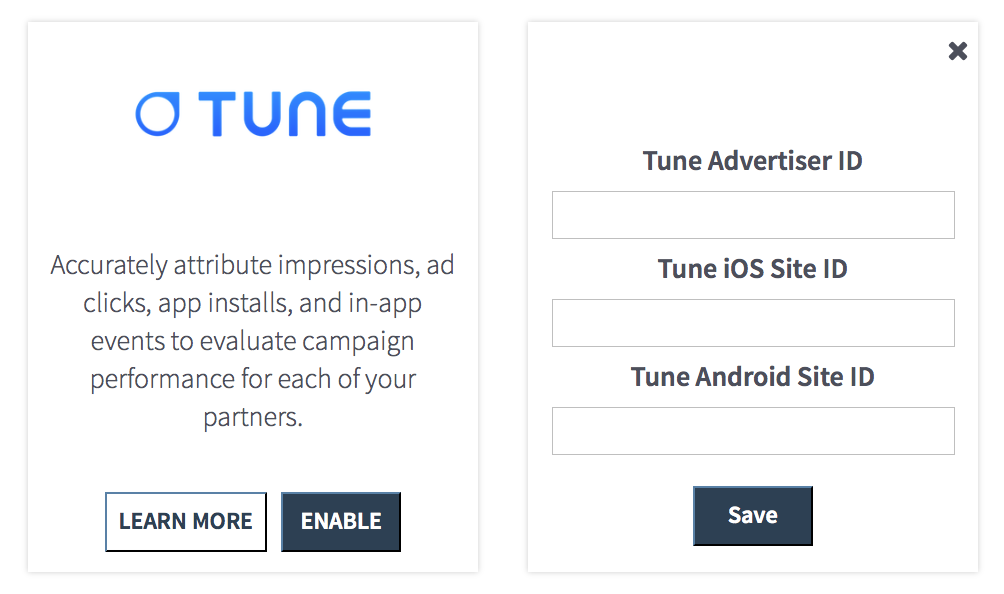 TUNE
Accurately attribute impressions, ad
clicks, app installs, and in-app
events to evaluate campaign
performance for each of your
partners.
LEARN MORE
ENABLE
Tune Advertiser ID
Tune iOS Site ID
Tune Android Site ID
Save